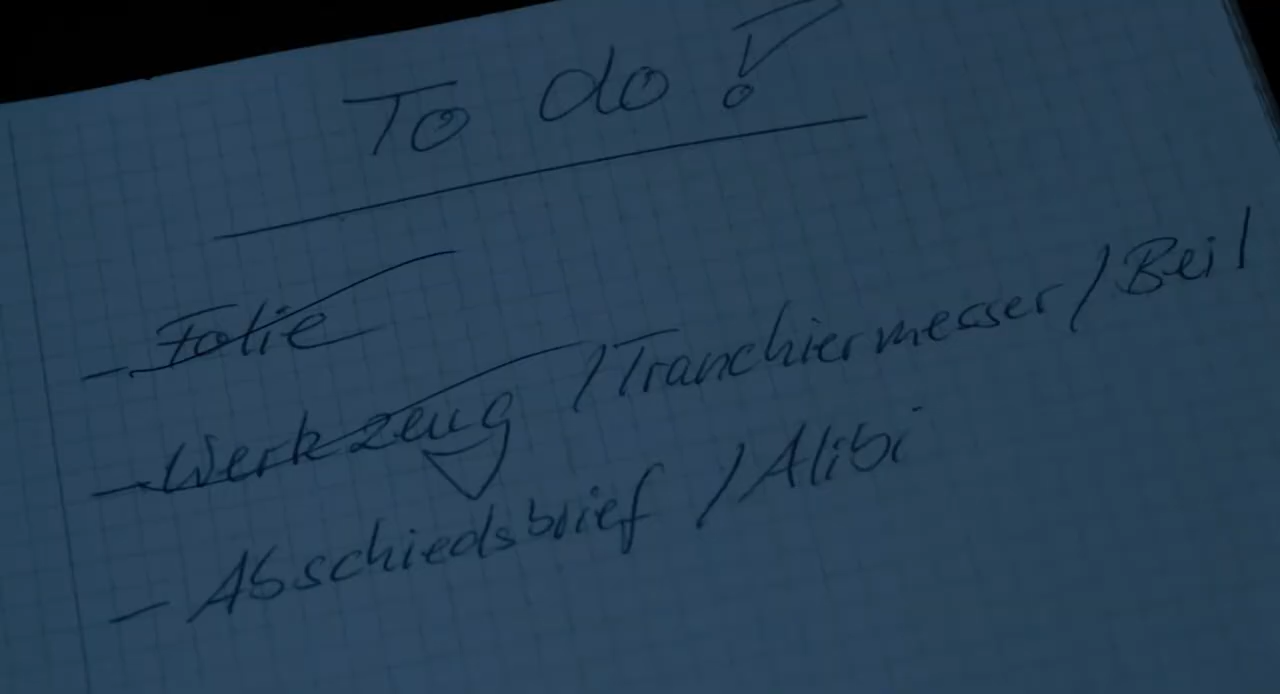 To do!
- Folie
- Werkzeug / Tranchiermesser / Beil
- Abschiedsbrief / Alibi